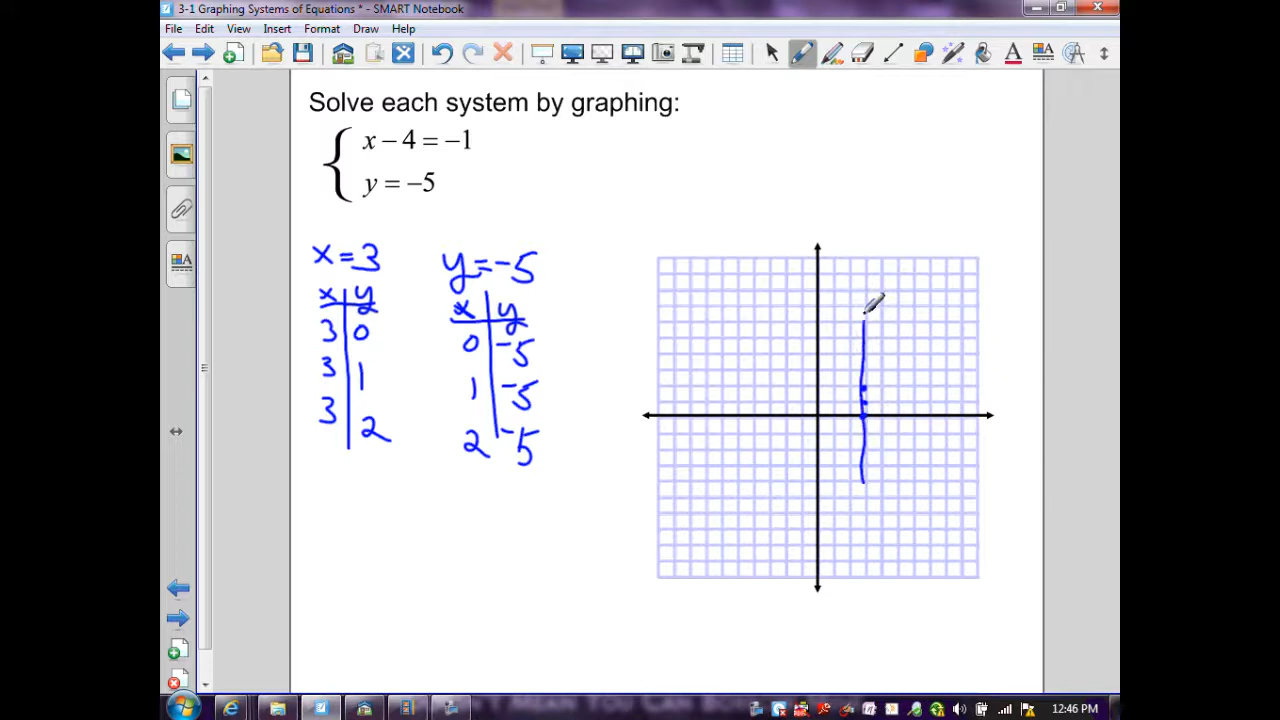 3-1 Graphing Systems of Equations * - SMART Notebook
File Edit View Insert Format Draw Help
Solve each system by graphing:
x – 4 = –1
y = –5
x = 3 y = -5
x y x y
3 0 0 -5
3 1 1 -5
3 2 2 -5
12:46 PM